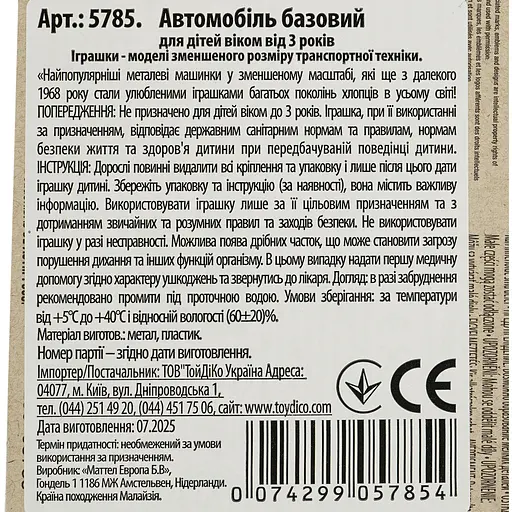 Арт.: 5785. Автомобіль базовий
для дітей віком від 3 років
Іграшки - моделі зменшеного розміру транспортної техніки.
«Найпопулярніші металеві машинки у зменшеному масштабі, які ще з далекого
1968 року стали улюбленими іграшками багатьох поколінь хлопців в усьому світі!
ПОПЕРЕДЖЕННЯ: Не призначено для дітей віком до 3 років. Іграшка, при її використанні
за призначенням, відповідає державним санітарним нормам та правилам, нормам
безпеки життя та здоров'я дитини при передбачуваній поведінці дитини.
ІНСТРУКЦІЯ: Дорослі повинні видалити всі кріплення та упаковку і лише після цього дати
іграшку дитині. Збережіть упаковку та інструкцію (за наявності), вона містить важливу
інформацію. Використовувати іграшку лише за її цільовим призначенням та з
дотриманням звичайних та розумних правил та заходів безпеки. Не використовувати
іграшку у разі несправності. Можлива поява дрібних часток, що може становити загрозу
порушення дихання та інших функцій організму. В цьому випадку надати першу медичну
допомогу згідно характеру ушкоджень та звернутись до лікаря. Догляд: в разі забруднення
рекомендовано промити під проточною водою. Умови зберігання: за температури
від +5°C до +40°C і відносній вологості (60±20)%.
Матеріал виготов.: метал, пластик.
Номер партії – згідно дати виготовлення.
Імпортер/Постачальник: ТОВ"ТойДіКо Україна Адреса:
04077, м. Київ, вул. Дніпроводська 1,
тел. (044) 251 49 20, (044) 451 75 06, сайт: www.toydico.com
Дата виготовлення: 07.2025
Термін придатності: необмежений за умови
використання за призначенням.
Виробник: «Маттел Европа Б.В»
Гондель 1 1186 МЖ Амстельвен, Нідерланди.
Країна походження Малайзія.
CE
0 074299 057854